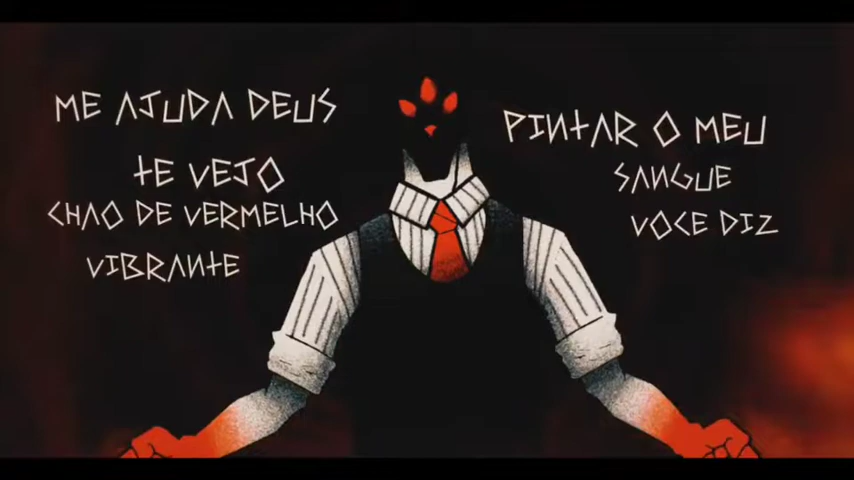 ME AJUDA DEUS
TE VEJO
CHAO DE VERMELHO
VIBRANTE
PINTAR O MEU
SANGUE
VOCE DIZ